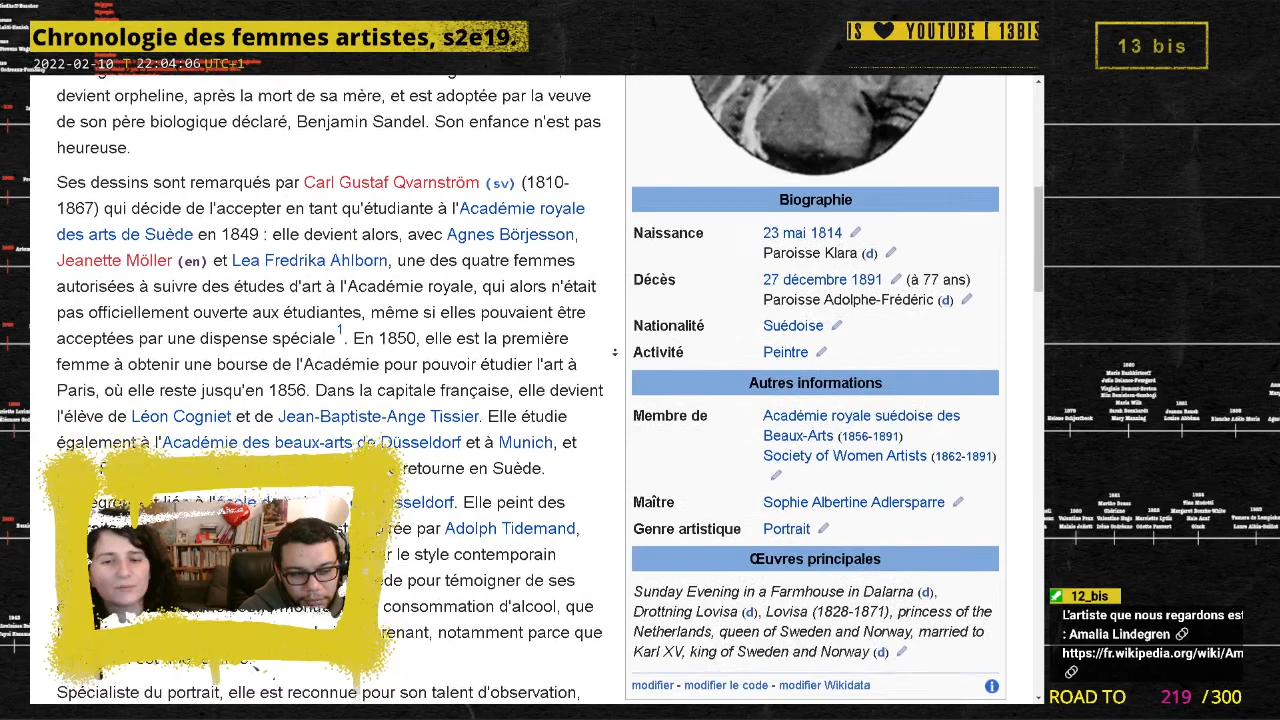 Chronologie des femmes artistes, s2e19
2022-02-10 T 22:04:06 UTC+1
IS YOUTUBE [ 13BIS
13 bis
devient orpheline, après la mort de sa mère, et est adoptée par la veuve
de son père biologique déclaré, Benjamin Sandel. Son enfance n'est pas
heureuse.
Ses dessins sont remarqués par Carl Gustaf Qvarnström (sv) (1810-
1867) qui décide de l'accepter en tant qu'étudiante à l'Académie royale
des arts de Suède en 1849 : elle devient alors, avec Agnes Börjesson,
Jeanette Möller (en) et Lea Fredrika Ahlborn, une des quatre femmes
autorisées à suivre des études d'art à l'Académie royale, qui alors n'était
pas officiellement ouverte aux étudiantes, même si elles pouvaient être
acceptées par une dispense spéciale 1. En 1850, elle est la première
femme à obtenir une bourse de l'Académie pour pouvoir étudier l'art à
Paris, où elle reste jusqu'en 1856. Dans la capitale française, elle devient
l'élève de Léon Cogniet et de Jean-Baptiste-Ange Tissier. Elle étudie
également à l'Académie des beaux-arts de Düsseldorf et à Munich, et
retourne en Suède.
sseldorf. Elle peint des
par Adolph Tidemand,
r le style contemporain
de pour témoigner de ses
consommation d'alcool, que
renant, notamment parce que
Spécialiste du portrait, elle est reconnue pour son talent d'observation,
Biographie
Naissance
23 mai 1814
Paroisse Klara (d)
Décès
27 décembre 1891 (à 77 ans)
Paroisse Adolphe-Frédéric (d)
Nationalité
Suédoise
Activité
Peintre
Autres informations
Membre de
Académie royale suédoise des
Beaux-Arts (1856-1891)
Society of Women Artists (1862-1891)
Maître
Sophie Albertine Adlersparre
Genre artistique
Portrait
Œuvres principales
Sunday Evening in a Farmhouse in Dalarna (d),
Drottning Lovisa (d), Lovisa (1828-1871), princess of the
Netherlands, queen of Sweden and Norway, married to
Karl XV, king of Sweden and Norway (d)
modifier - modifier le code - modifier Wikidata
12_bis
L'artiste que nous regardons est
: Amalia Lindegren
https://fr.wikipedia.org/wiki/Am
ROAD TO 219 / 300